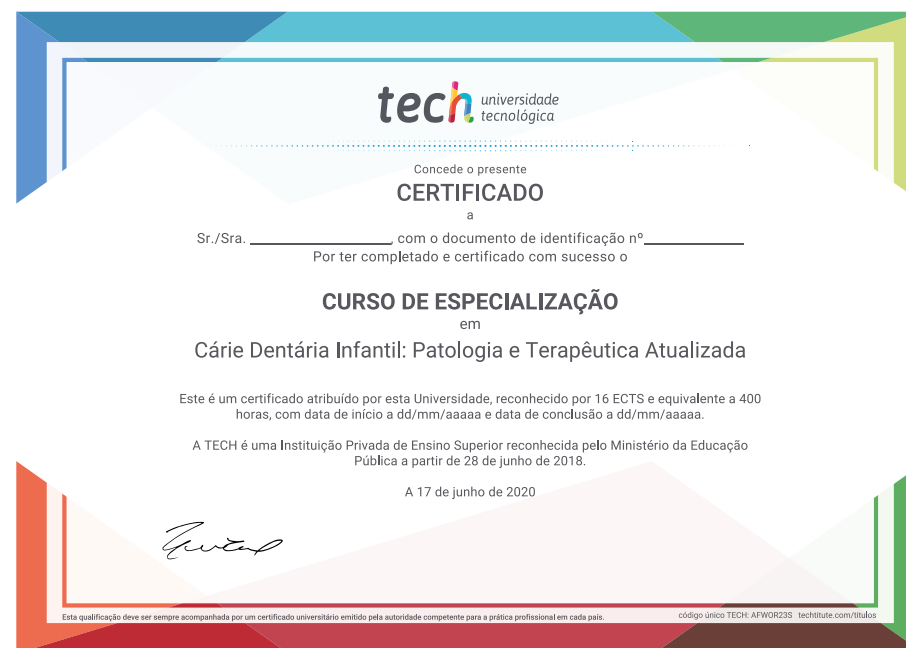 tech universidade
tecnológica
Concede o presente
CERTIFICADO
a
Sr./Sra. ________________, com o documento de identificação nº____________
Por ter completado e certificado com sucesso o
CURSO DE ESPECIALIZAÇÃO
em
Cárie Dentária Infantil: Patologia e Terapêutica Atualizada
Este é um certificado atribuído por esta Universidade, reconhecido por 16 ECTS e equivalente a 400
horas, com data de início a dd/mm/aaaaa e data de conclusão a dd/mm/aaaaa.
A TECH é uma Instituição Privada de Ensino Superior reconhecida pelo Ministério da Educação
Pública a partir de 28 de junho de 2018.
A 17 de junho de 2020
Esta qualificação deve ser sempre acompanhada por um certificado universitário emitido pela autoridade competente para a prática profissional em cada país.
código único TECH: AFWOR23S techtitute.com/titulos